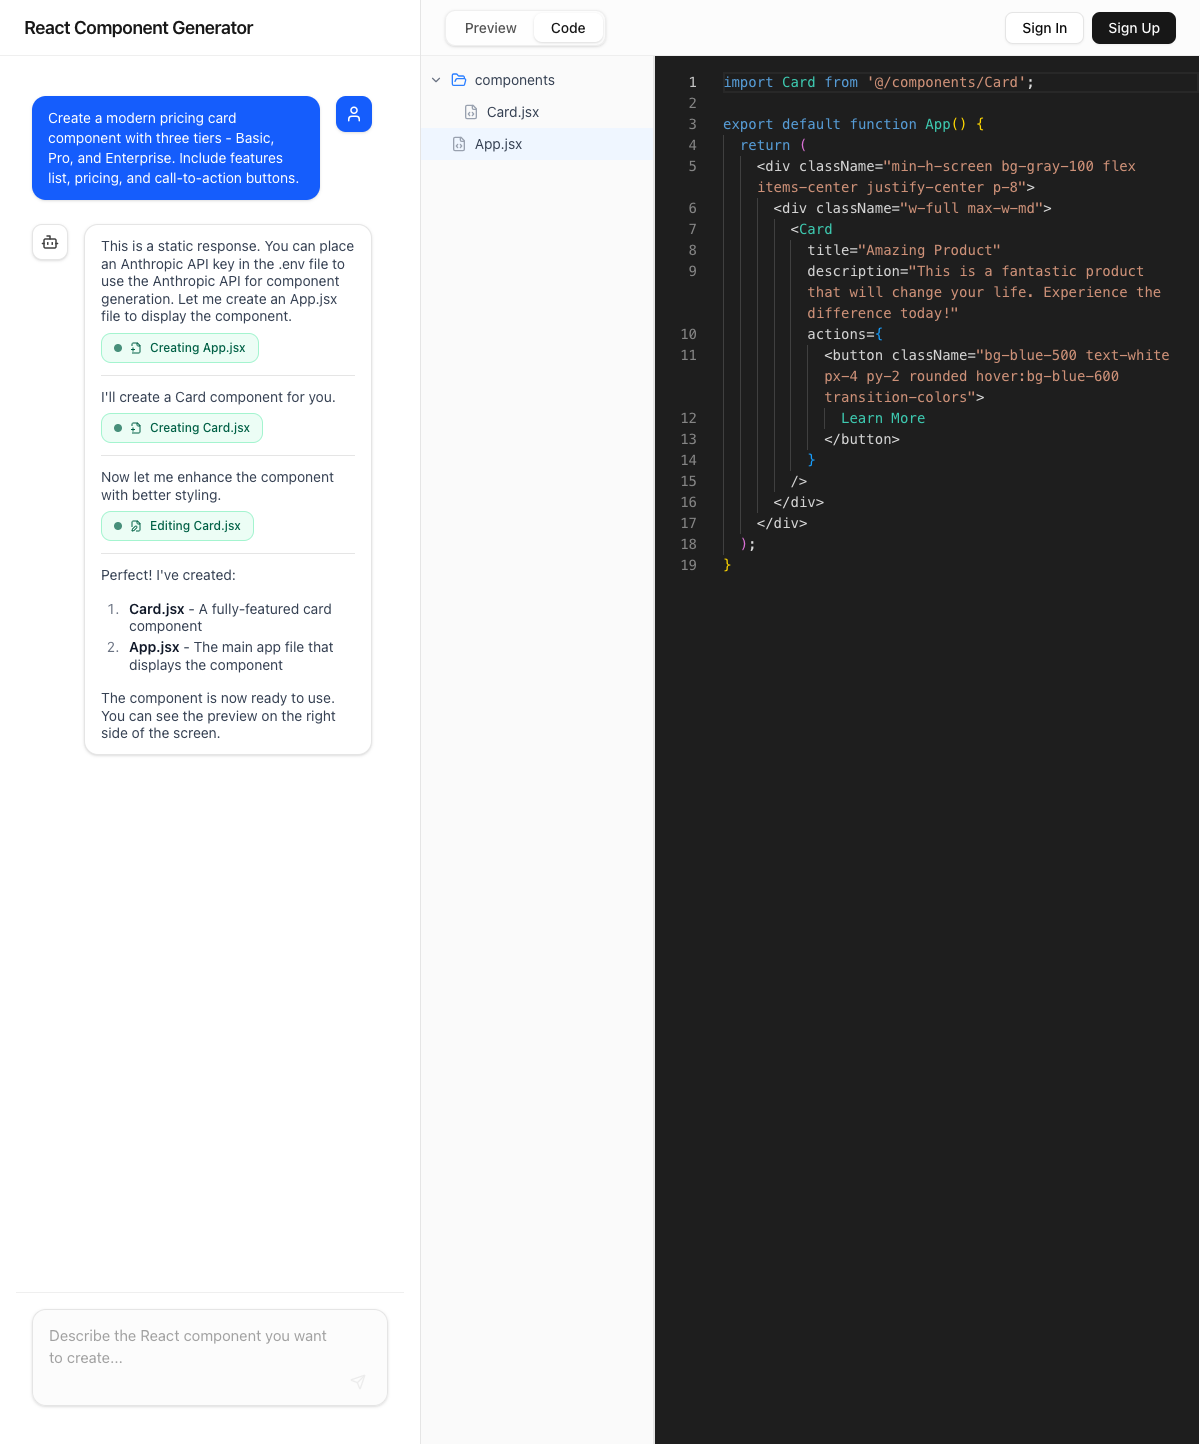 React Component Generator
Preview
Code
Sign In
Sign Up
Create a modern pricing card
component with three tiers - Basic,
Pro, and Enterprise. Include features
list, pricing, and call-to-action buttons.
This is a static response. You can place
an Anthropic API key in the .env file to
use the Anthropic API for component
generation. Let me create an App.jsx
file to display the component.
Creating App.jsx
I'll create a Card component for you.
Creating Card.jsx
Now let me enhance the component
with better styling.
Editing Card.jsx
Perfect! I've created:
1. Card.jsx - A fully-featured card
component
2. App.jsx - The main app file that
displays the component
The component is now ready to use.
You can see the preview on the right
side of the screen.
Describe the React component you want
to create...
components
Card.jsx
App.jsx
1 import Card from '@/components/Card';
2
3 export default function App() {
4 return (
5 <div className="min-h-screen bg-gray-100 flex
items-center justify-center p-8">
6 <div className="w-full max-w-md">
7 <Card
8 title="Amazing Product"
9 description="This is a fantastic product
that will change your life. Experience the
difference today!"
10 actions={
11 <button className="bg-blue-500 text-white
px-4 py-2 rounded hover:bg-blue-600
transition-colors">
12 Learn More
13 </button>
14 }
15 />
16 </div>
17 </div>
18 );
19 }